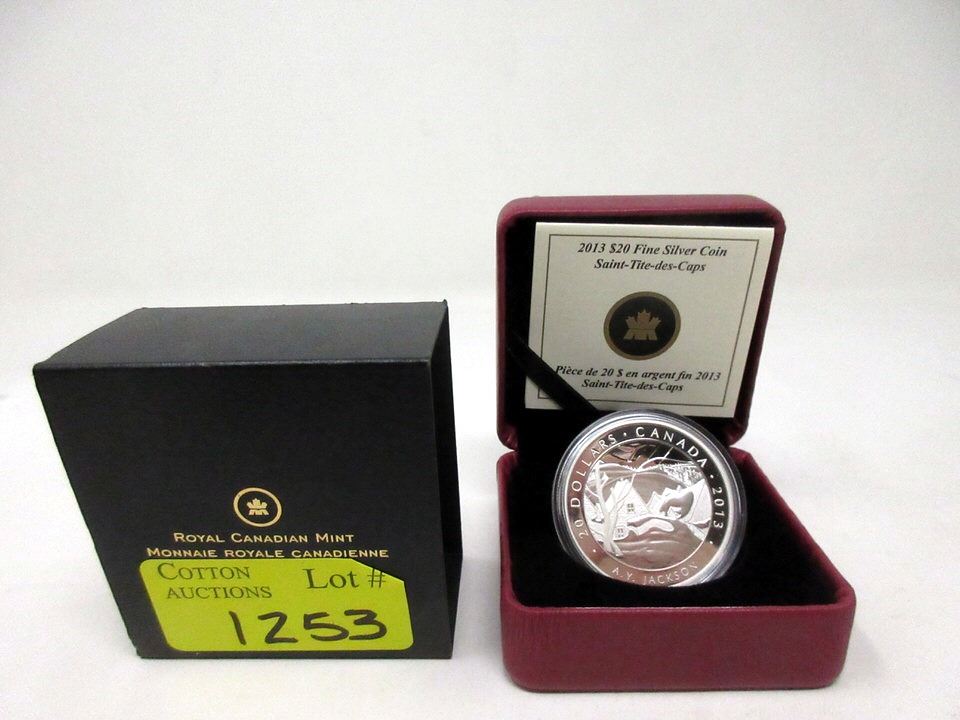 ROYAL CANADIAN MINT
MONNAIE ROYALE CANADIENNE
COTTON
AUCTIONS
Lot #
1253
2013 $20 Fine Silver Coin
Saint-Tite-des-Caps
Pièce de 20 $ en argent fin 2013
Saint-Tite-des-Caps
20 DOLLARS • CANADA • 2013
A.Y. JACKSON